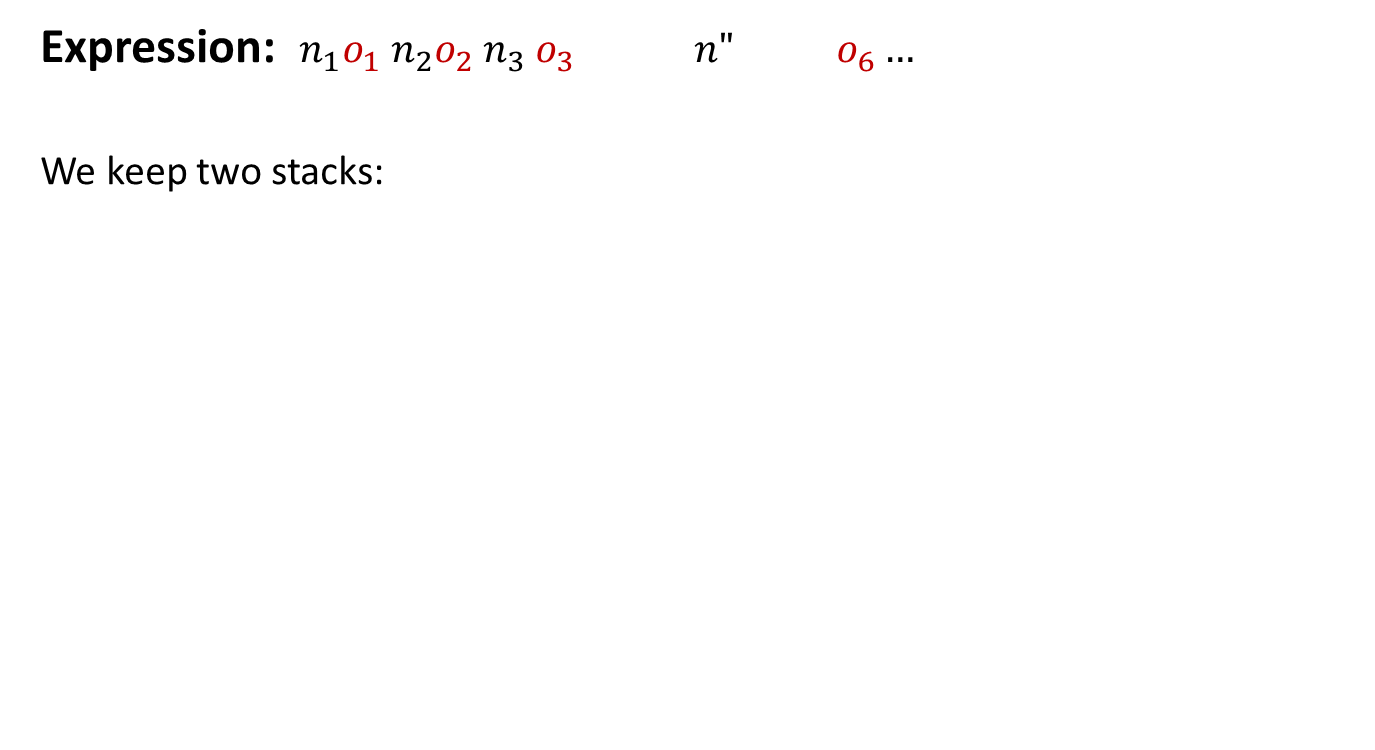 Expression: n₁o₁ n₂o₂ n₃ o₃ n" o₆ ...
We keep two stacks: